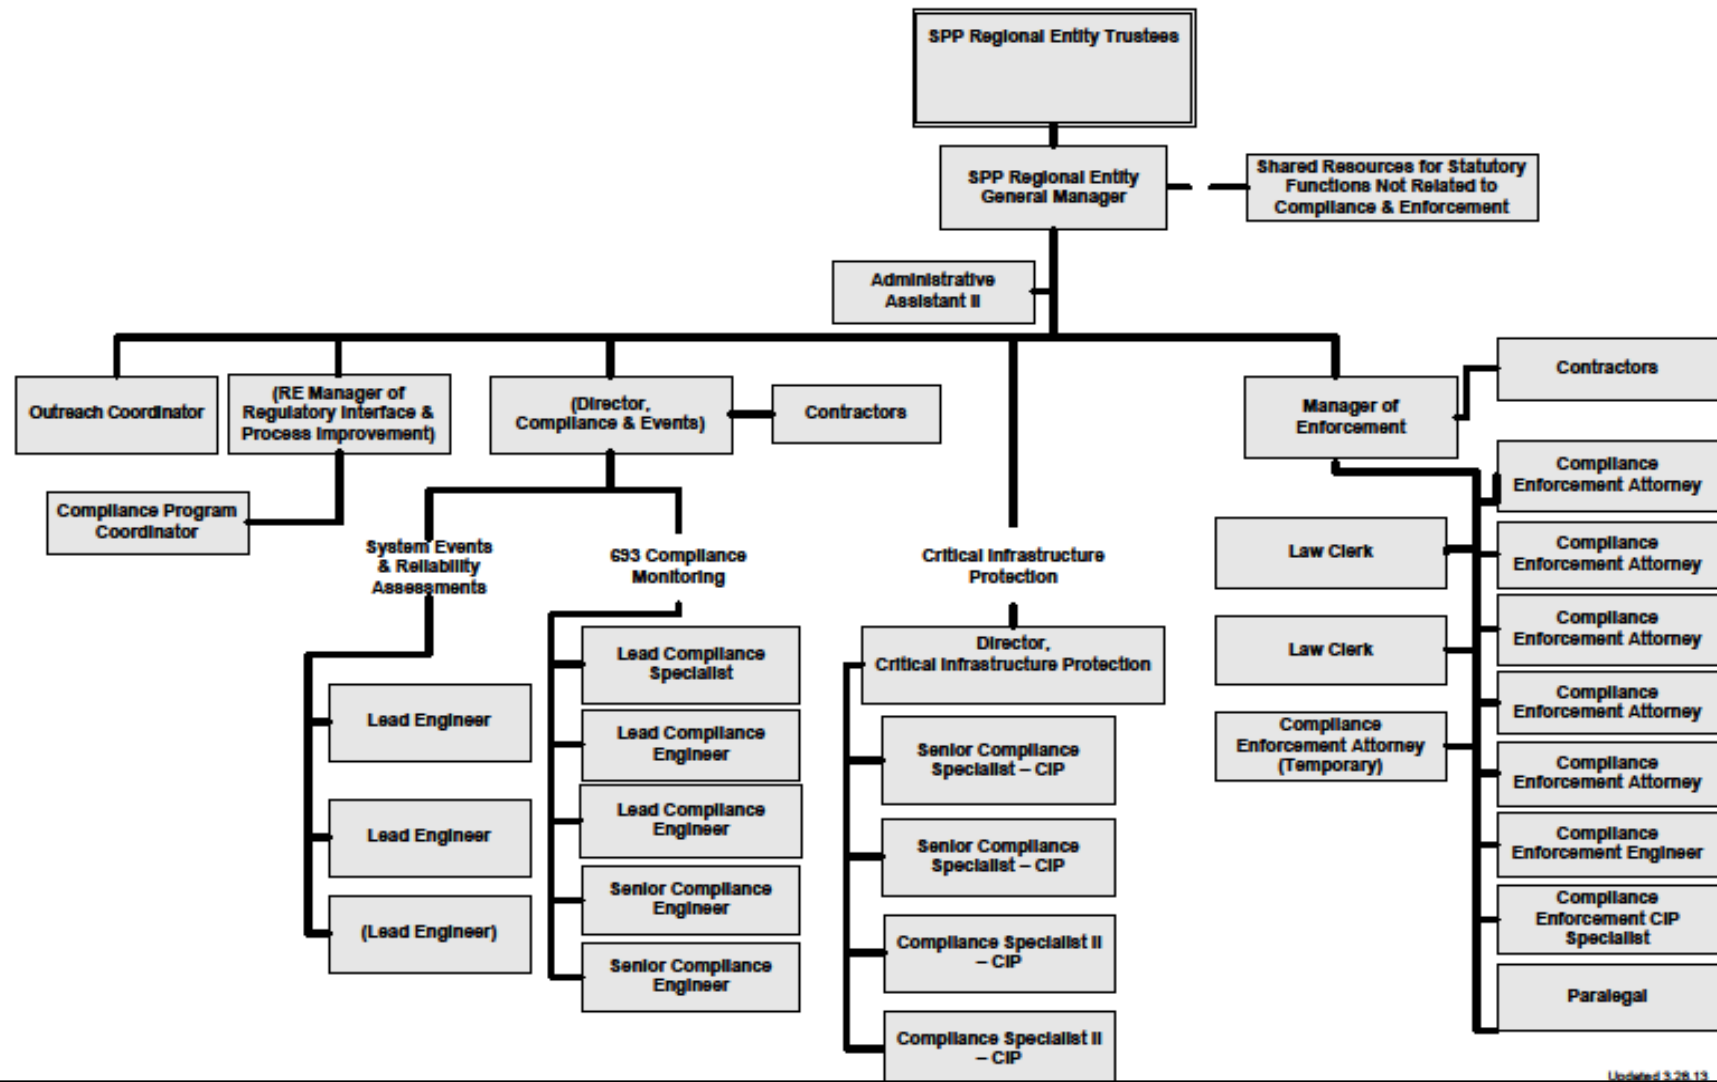 SPP Regional Entity Trustees
SPP Regional Entity
General Manager
Shared Resources for Statutory
Functions Not Related to
Compliance & Enforcement
Administrative
Assistant II
Outreach Coordinator
(RE Manager of
Regulatory Interface &
Process Improvement)
(Director,
Compliance & Events)
Contractors
Manager of
Enforcement
Contractors
Compliance Program
Coordinator
System Events
& Reliability
Assessments
693 Compliance
Monitoring
Critical Infrastructure
Protection
Lead Engineer
Lead Engineer
(Lead Engineer)
Lead Compliance
Specialist
Lead Compliance
Engineer
Lead Compliance
Engineer
Senior Compliance
Engineer
Senior Compliance
Engineer
Director,
Critical Infrastructure Protection
Senior Compliance
Specialist – CIP
Senior Compliance
Specialist – CIP
Compliance Specialist II
– CIP
Compliance Specialist II
– CIP
Law Clerk
Law Clerk
Compliance
Enforcement Attorney
(Temporary)
Compliance
Enforcement Attorney
Compliance
Enforcement Attorney
Compliance
Enforcement Attorney
Compliance
Enforcement Attorney
Compliance
Enforcement Attorney
Compliance
Enforcement Engineer
Compliance
Enforcement CIP
Specialist
Paralegal
Updated 3.28.13